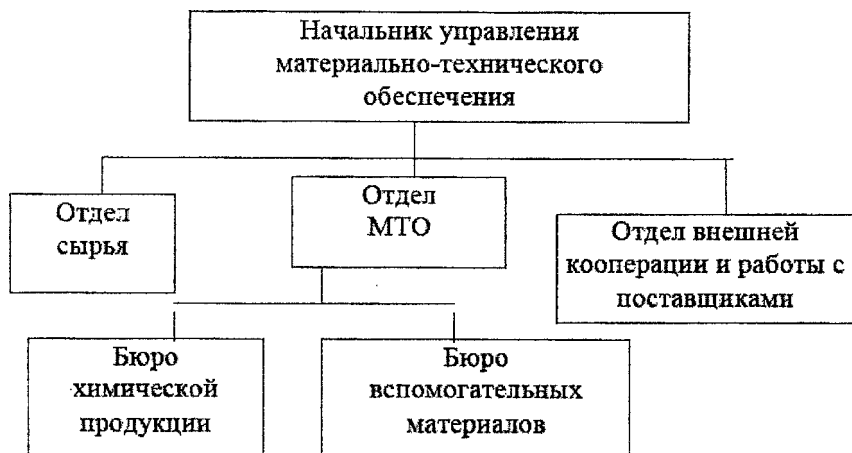 Начальник управления
материально-технического
обеспечения
Отдел
сырья
Отдел
МТО
Отдел внешней
кооперации и работы с
поставщиками
Бюро
химической
продукции
Бюро
вспомогательных
материалов